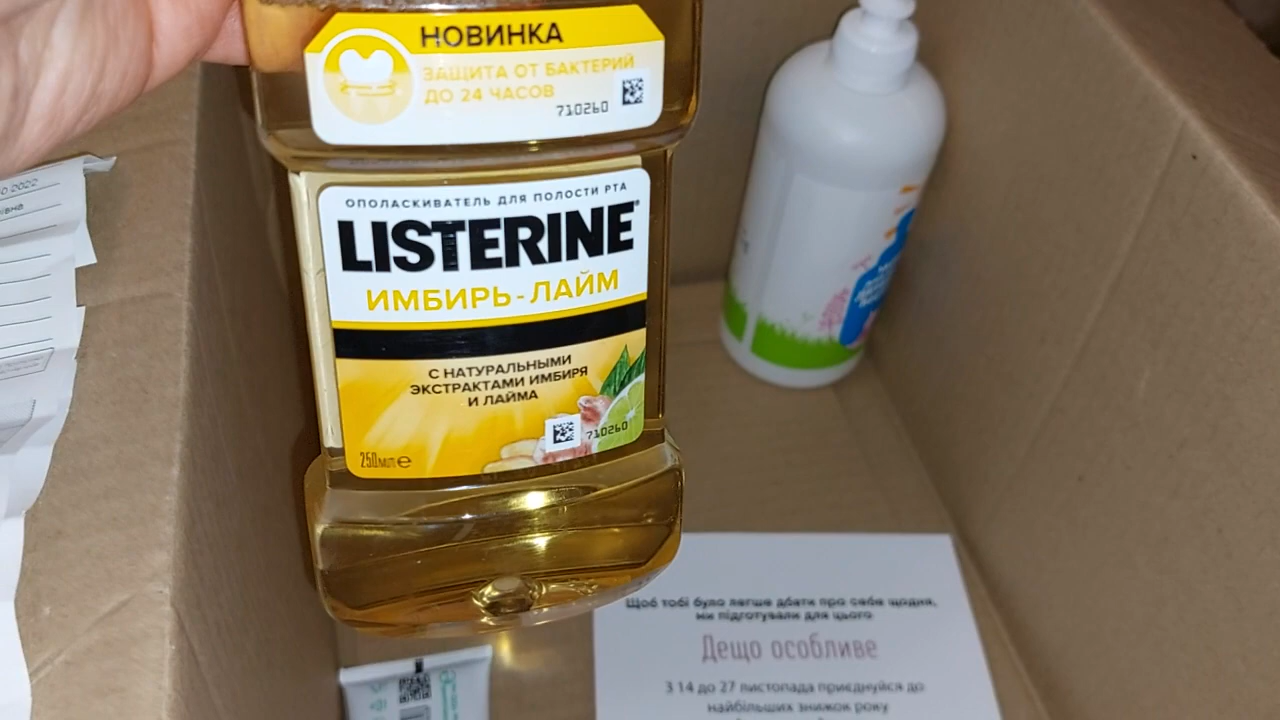 НОВИНКА
ЗАЩИТА ОТ БАКТЕРИЙ
ДО 24 ЧАСОВ
710260
ОПОЛАСКИВАТЕЛЬ ДЛЯ ПОЛОСТИ РТА
LISTERINE®
ИМБИРЬ-ЛАЙМ
С НАТУРАЛЬНЫМИ
ЭКСТРАКТАМИ ИМБИРЯ
И ЛАЙМА
710260
250мл℮
2022
Щоб тобі було легше дбати про себе щодня,
ми підготували для цього
Дещо особливе
З 14 до 27 листопада приєднуйся до
найбільших знижок року